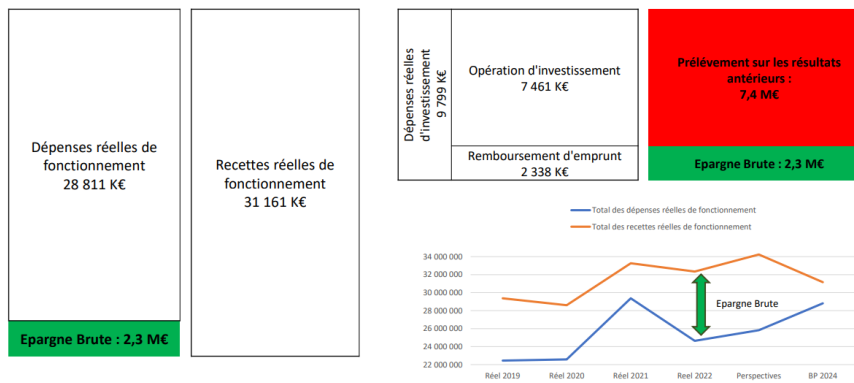 Dépenses réelles de
fonctionnement
28 811 K€
Epargne Brute : 2,3 M€
Recettes réelles de
fonctionnement
31 161 K€
Dépenses réelles
d'investissement
9 799 K€
Opération d'investissement
7 461 K€
Remboursement d'emprunt
2 338 K€
Prélévement sur les résultats
antérieurs :
7,4 M€
Epargne Brute : 2,3 M€
Total des dépenses réelles de fonctionnement
Total des recettes réelles de fonctionnement
34 000 000
32 000 000
30 000 000
28 000 000
26 000 000
24 000 000
22 000 000
Epargne Brute
Réel 2019
Réel 2020
Réel 2021
Réel 2022
Perspectives
BP 2024